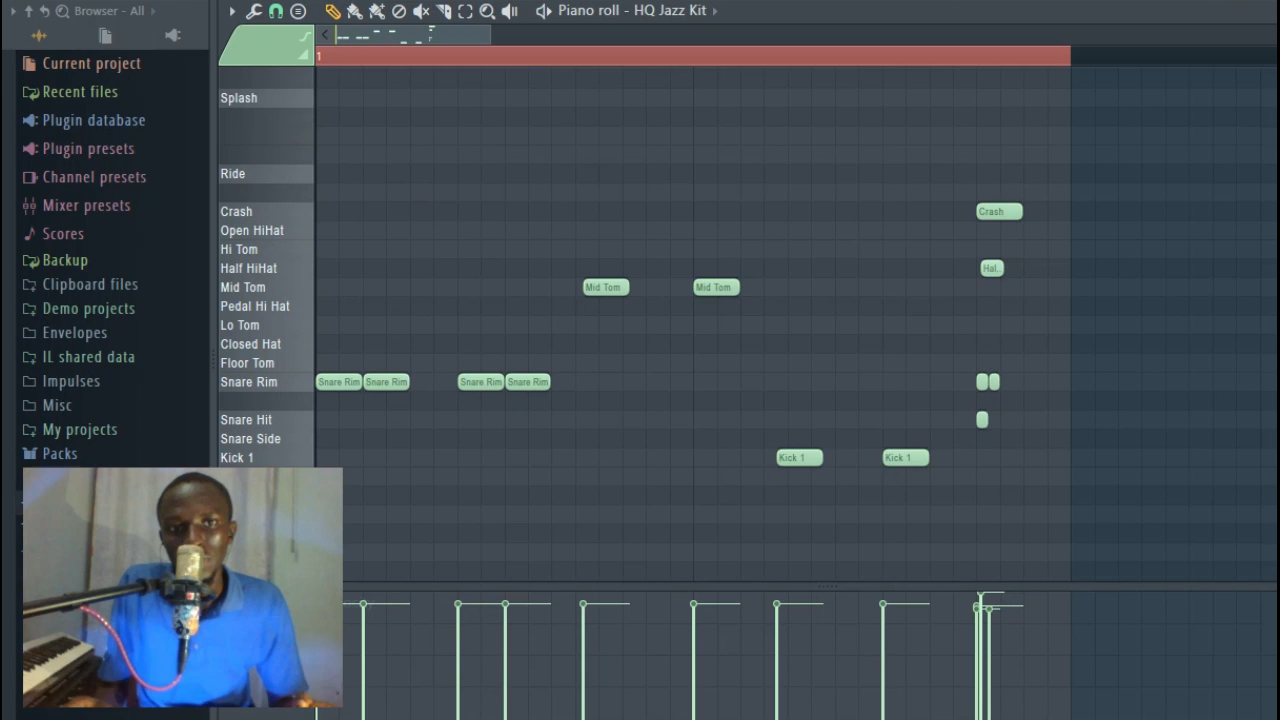 Browser - All
Piano roll - HQ Jazz Kit
Current project
Recent files
Plugin database
Plugin presets
Channel presets
Mixer presets
Scores
Backup
Clipboard files
Demo projects
Envelopes
IL shared data
Impulses
Misc
My projects
Packs
1
Splash
Ride
Crash
Open HiHat
Hi Tom
Half HiHat
Mid Tom
Pedal Hi Hat
Lo Tom
Closed Hat
Floor Tom
Snare Rim
Snare Hit
Snare Side
Kick 1
Crash
Hal..
Mid Tom Mid Tom
Snare Rim Snare Rim Snare Rim Snare Rim
Kick 1 Kick 1